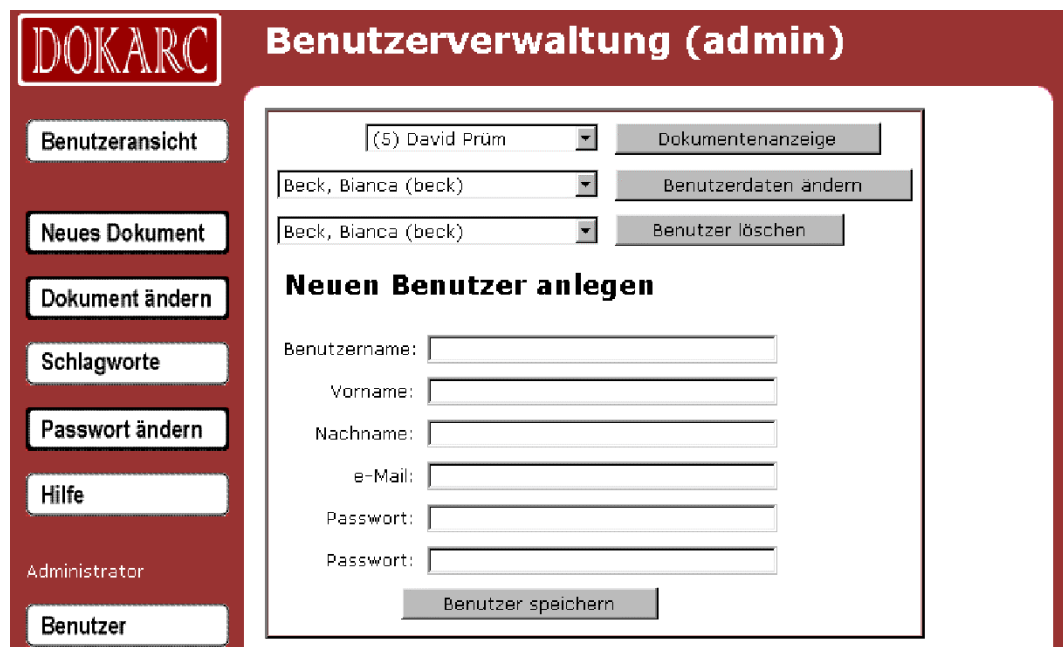 DOKARC
Benutzerverwaltung (admin)
Benutzeransicht
Neues Dokument
Dokument ändern
Schlagworte
Passwort ändern
Hilfe
Administrator
Benutzer
(5) David Prüm Dokumentenanzeige
Beck, Bianca (beck) Benutzerdaten ändern
Beck, Bianca (beck) Benutzer löschen
Neuen Benutzer anlegen
Benutzername:
Vorname:
Nachname:
e-Mail:
Passwort:
Passwort:
Benutzer speichern